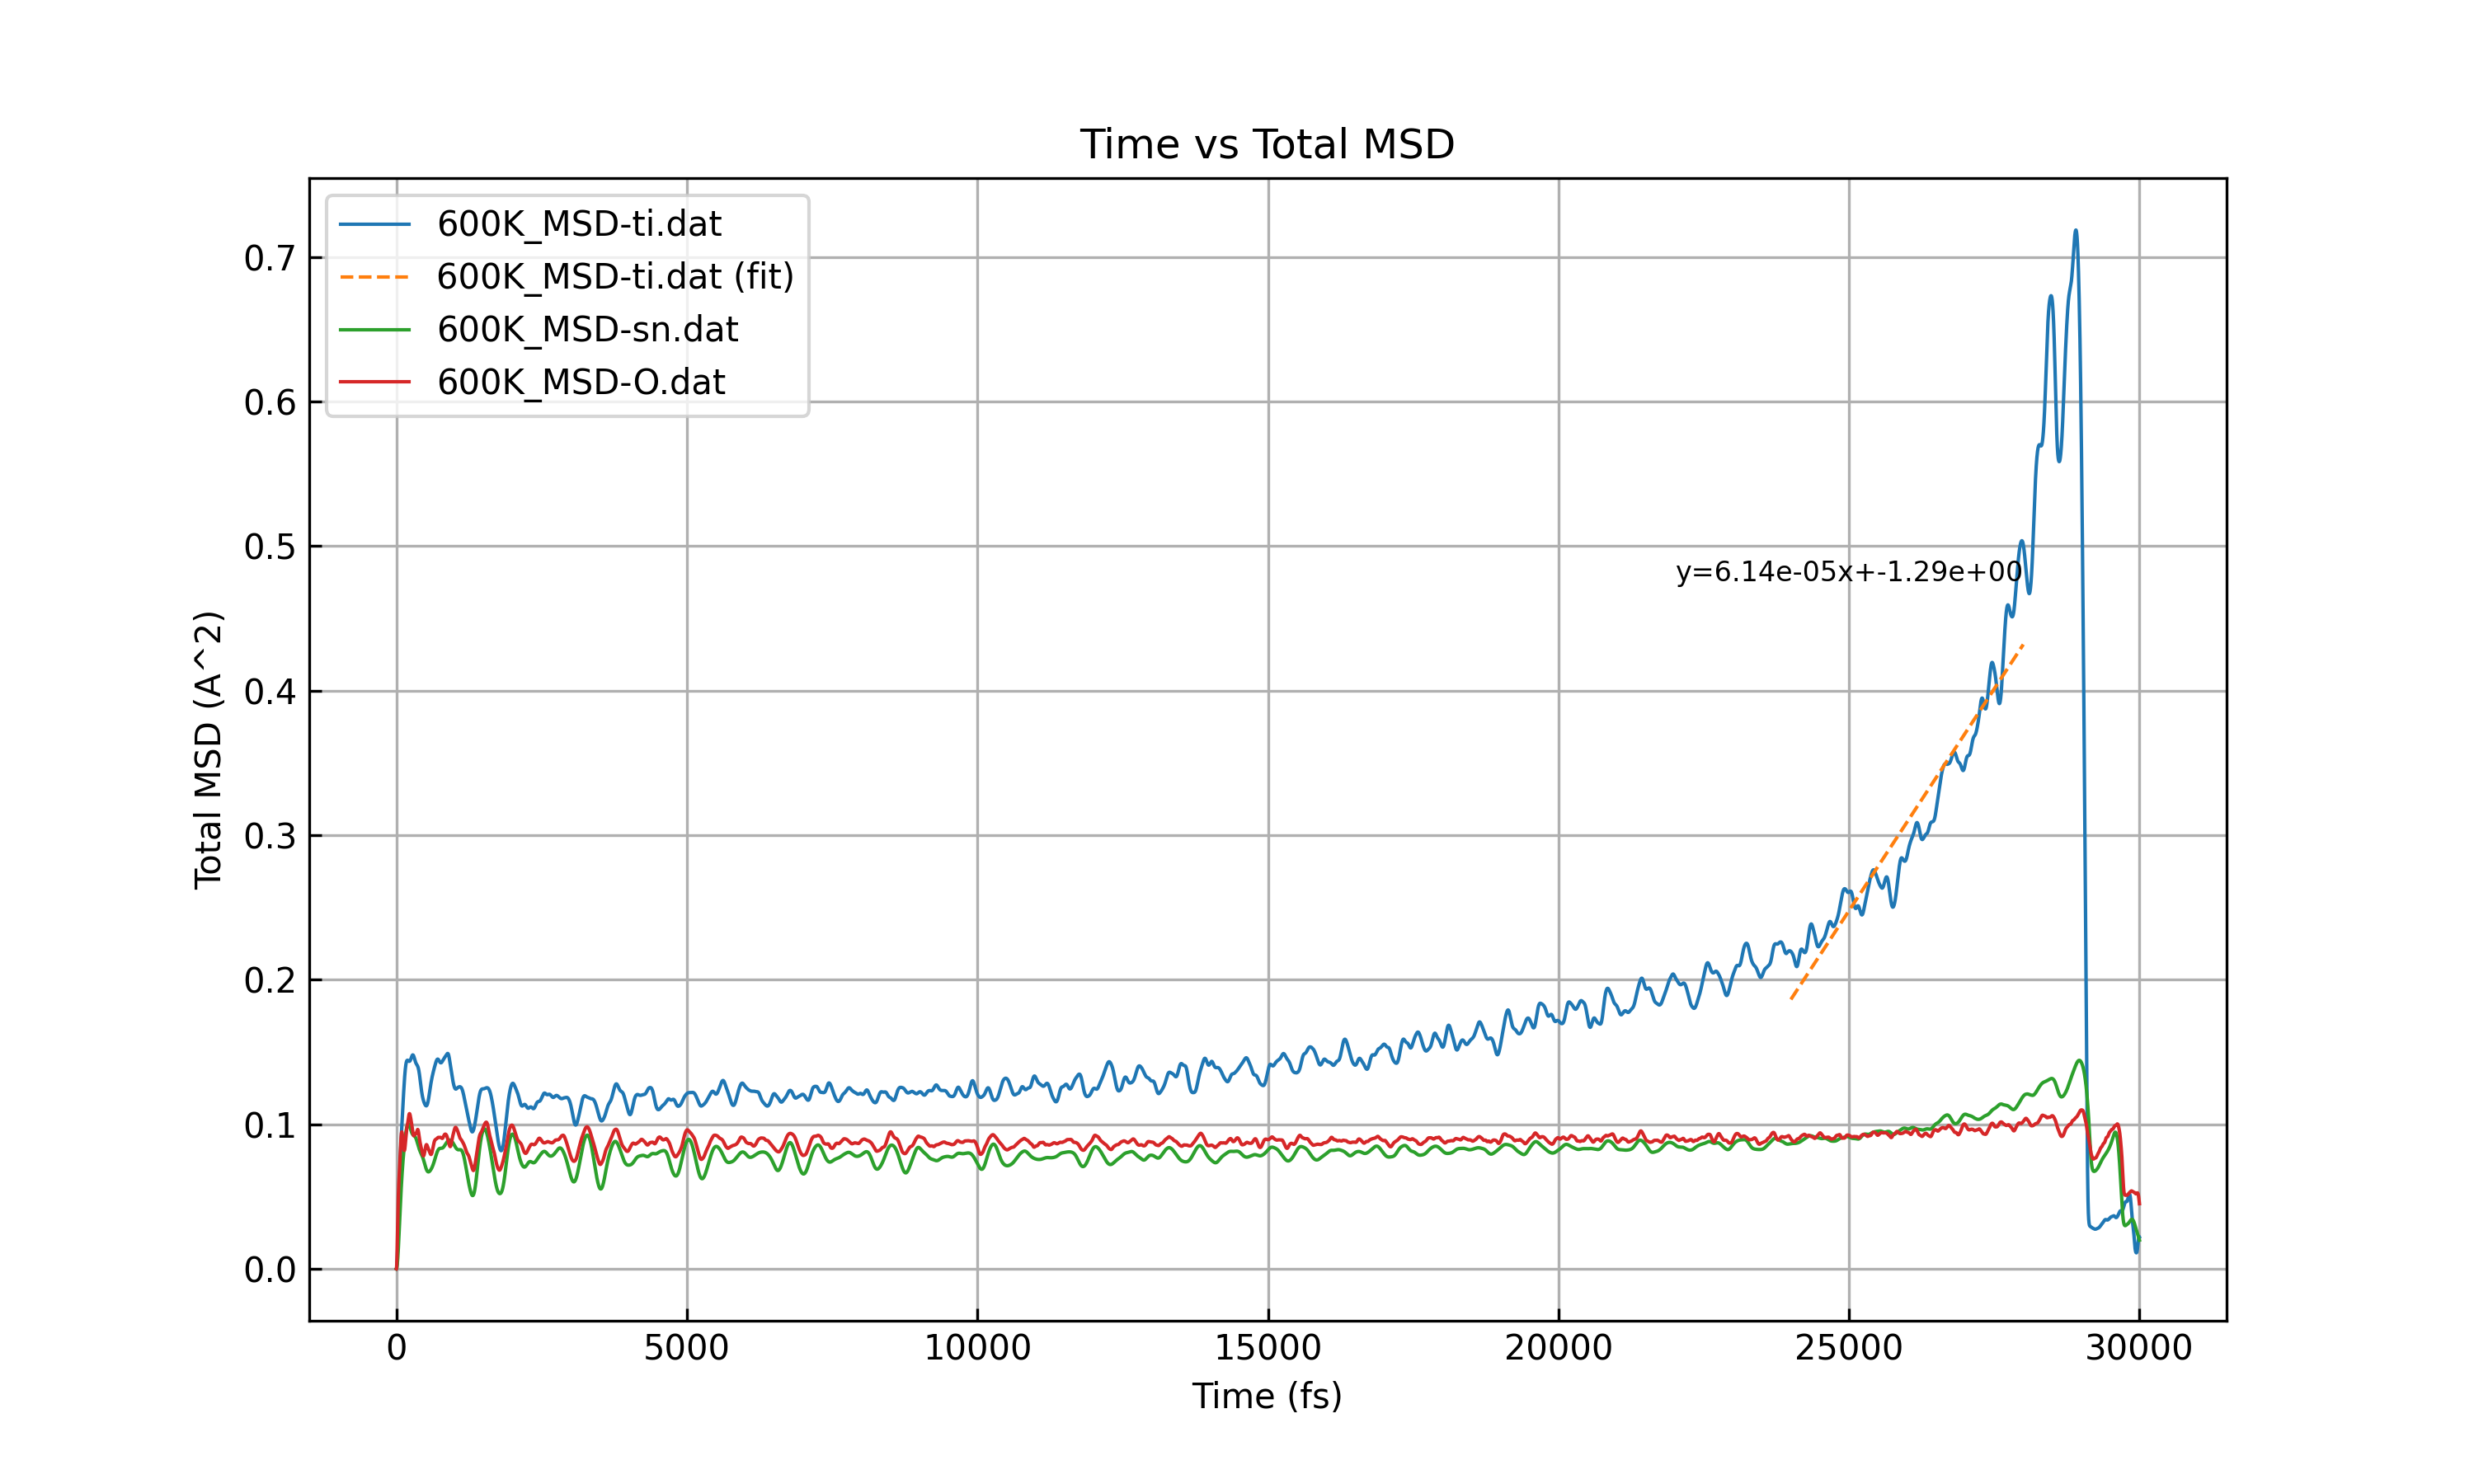 Time vs Total MSD
600K_MSD-ti.dat
600K_MSD-ti.dat (fit)
600K_MSD-sn.dat
600K_MSD-O.dat
Total MSD (A^2)
0.7
0.6
0.5
0.4
0.3
0.2
0.1
0.0
y=6.14e-05x+-1.29e+00
0 5000 10000 15000 20000 25000 30000
Time (fs)